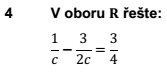 4 V oboru R řešte:
1/c − 3/2c = 3/4